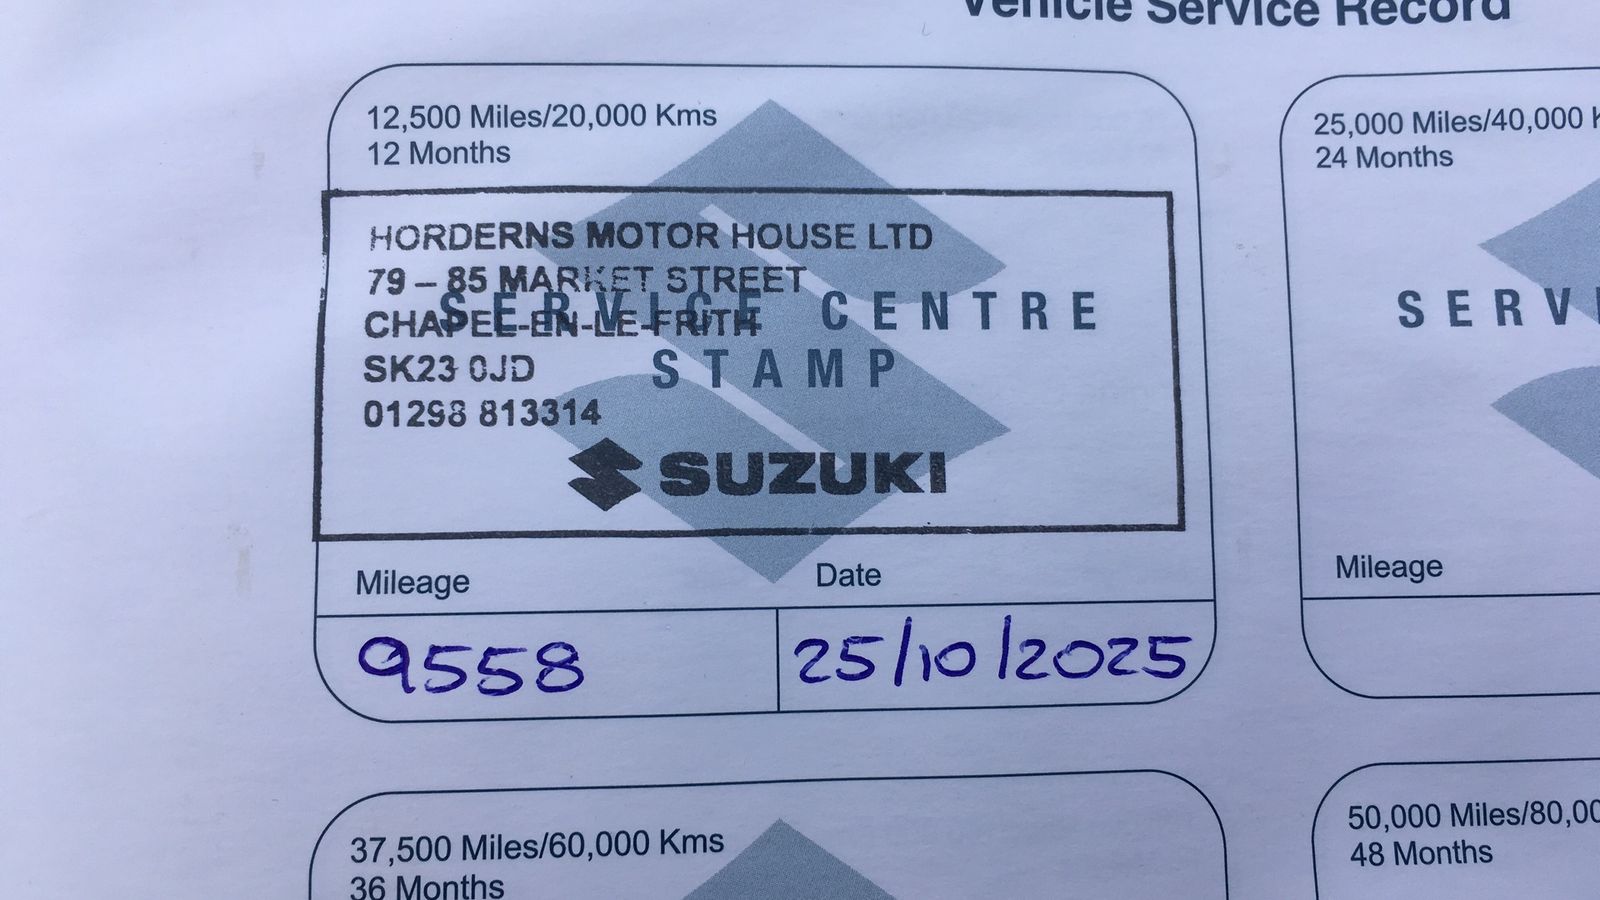 Vehicle Service Record
12,500 Miles/20,000 Kms
12 Months
HORDERNS MOTOR HOUSE LTD
79 – 85 MARKET STREET
CHAPEL-EN-LE-FRITH
SK23 0JD
01298 813314
SUZUKI
SERVICE CENTRE
STAMP
Mileage
Date
9558
25/10/2025
25,000 Miles/40,000
24 Months
Mileage
37,500 Miles/60,000 Kms
36 Months
50,000 Miles/80,00
48 Months